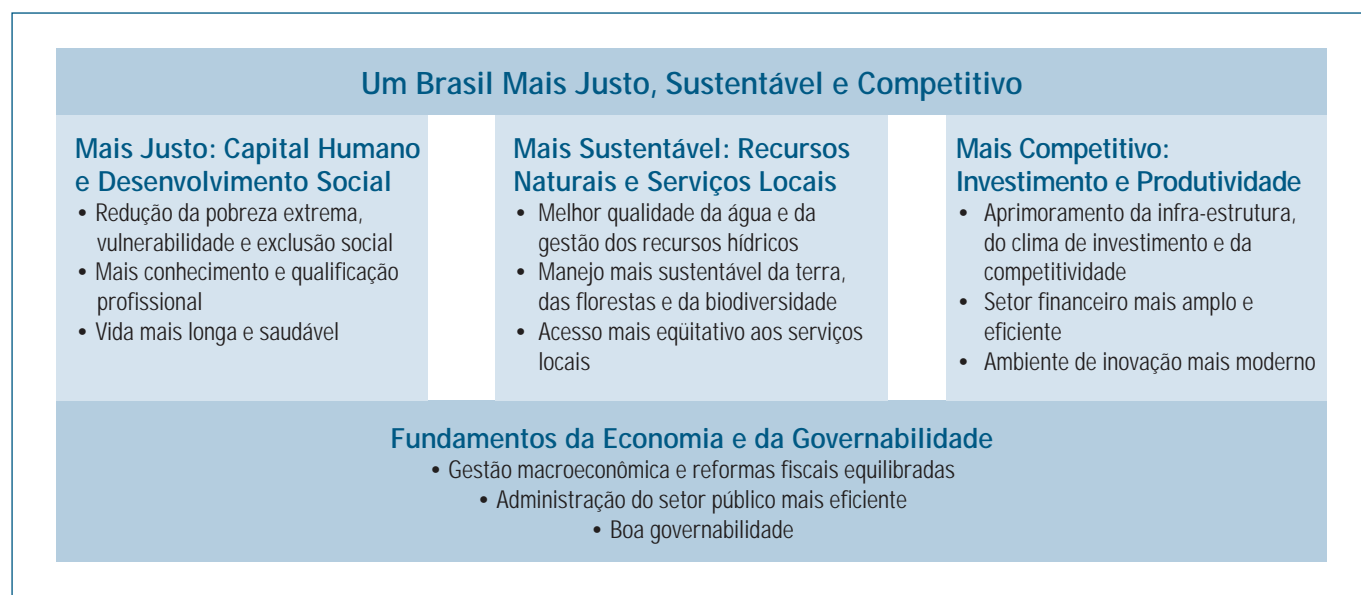 Um Brasil Mais Justo, Sustentável e Competitivo
Mais Justo: Capital Humano
e Desenvolvimento Social
• Redução da pobreza extrema,
vulnerabilidade e exclusão social
• Mais conhecimento e qualificação
profissional
• Vida mais longa e saudável
Mais Sustentável: Recursos
Naturais e Serviços Locais
• Melhor qualidade da água e da
gestão dos recursos hídricos
• Manejo mais sustentável da terra,
das florestas e da biodiversidade
• Acesso mais eqüitativo aos serviços
locais
Mais Competitivo:
Investimento e Produtividade
• Aprimoramento da infra-estrutura,
do clima de investimento e da
competitividade
• Setor financeiro mais amplo e
eficiente
• Ambiente de inovação mais moderno
Fundamentos da Economia e da Governabilidade
• Gestão macroeconômica e reformas fiscais equilibradas
• Administração do setor público mais eficiente
• Boa governabilidade